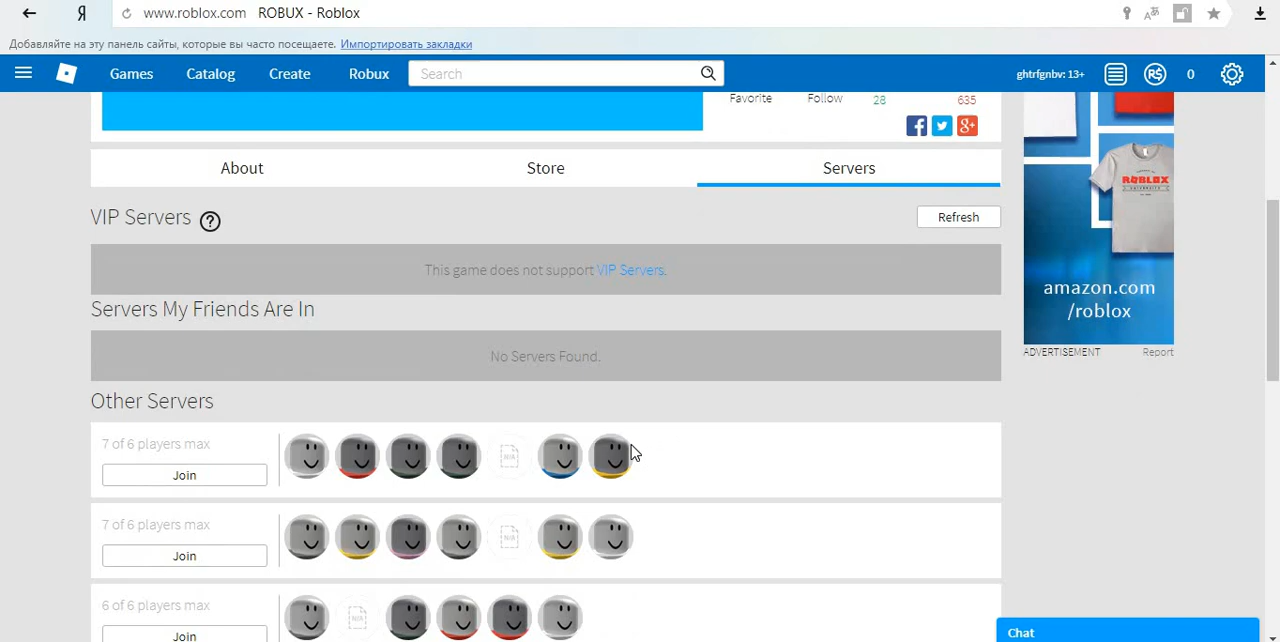 Я www.roblox.com ROBUX - Roblox
Добавляйте на эту панель сайты, которые вы часто посещаете. Импортировать закладки
Games Catalog Create Robux Search ghtrfgnbv: 13+ R$ 0
Favorite Follow 28 635
f G+
About Store Servers
VIP Servers ? Refresh
This game does not support VIP Servers.
Servers My Friends Are In
No Servers Found.
Other Servers
7 of 6 players max
Join
N/A
7 of 6 players max
Join
N/A
6 of 6 players max
Join
N/A
ROBLOX
UNIVERSITY
amazon.com
/roblox
ADVERTISEMENT Report
Chat